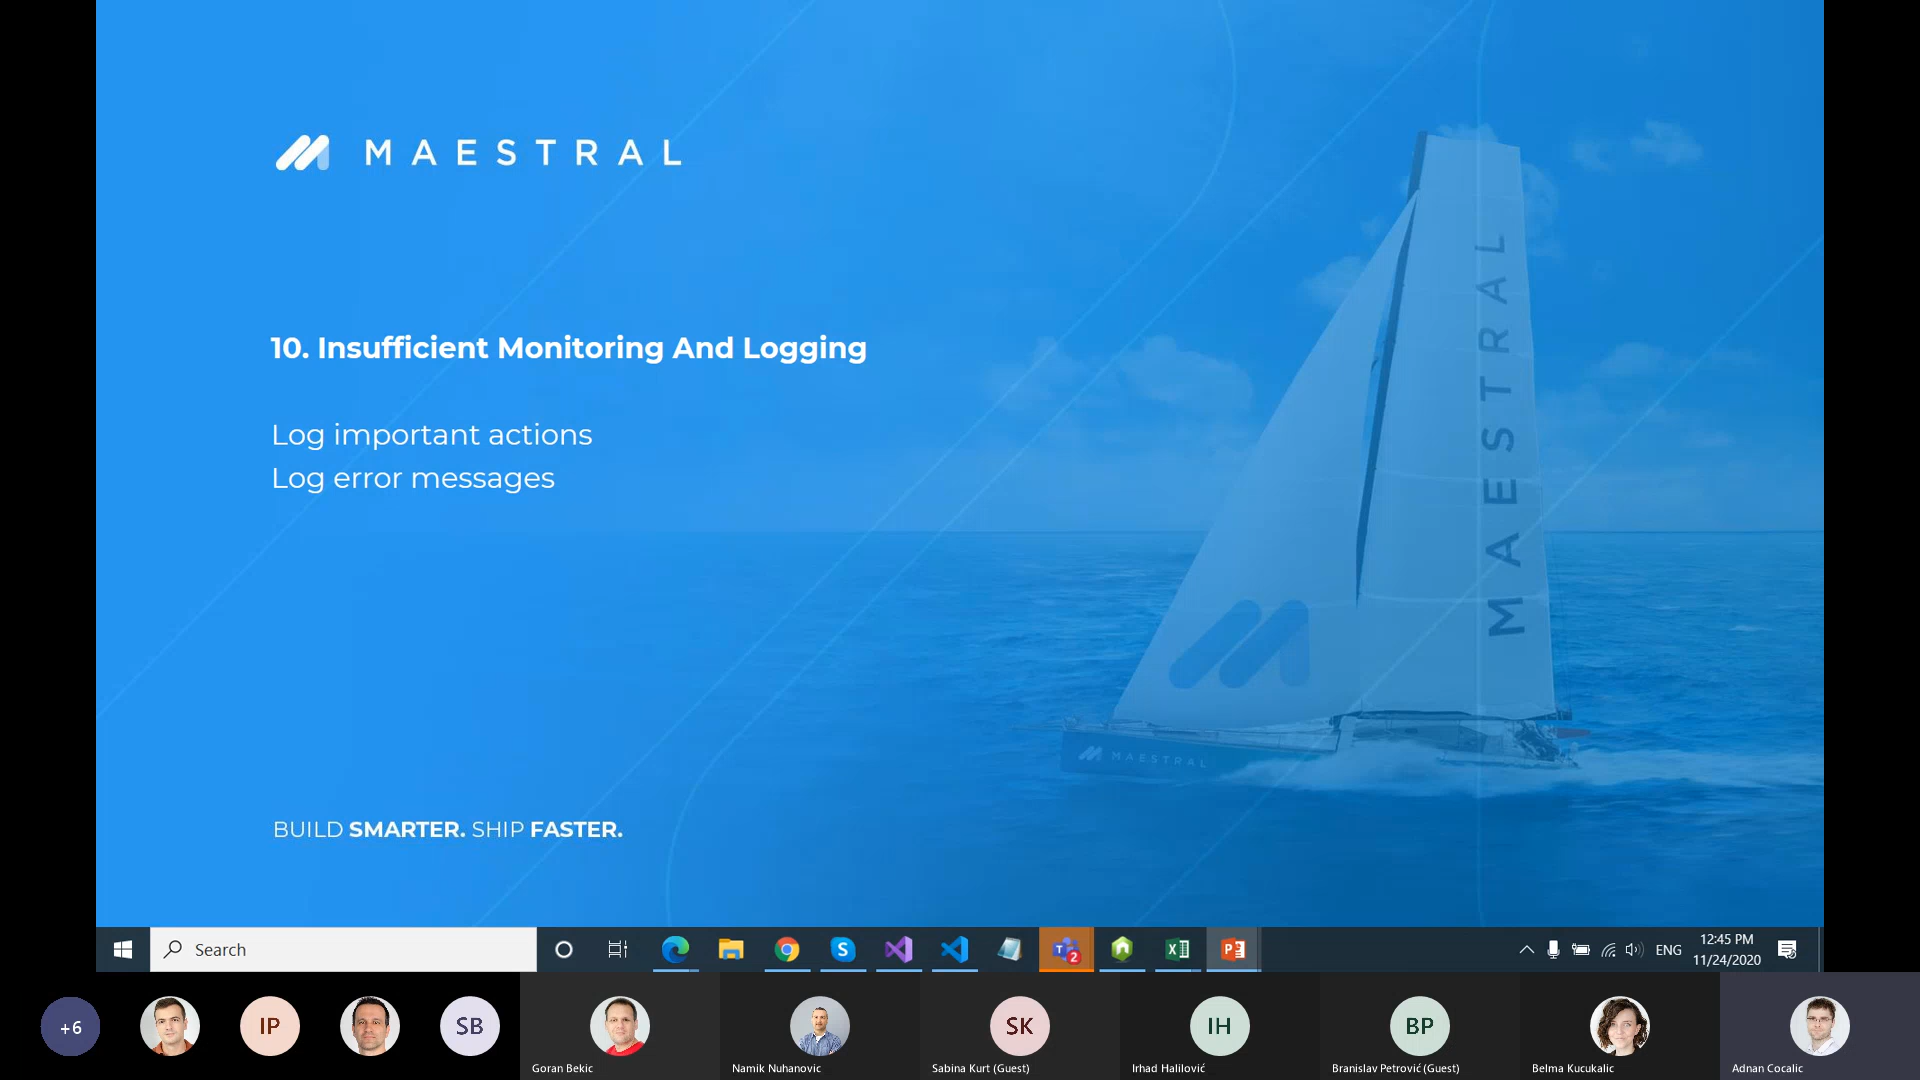 MAESTRAL
10. Insufficient Monitoring And Logging
Log important actions
Log error messages
MAESTRAL
MAESTRAL
BUILD SMARTER. SHIP FASTER.
Search
S
T
2
X
P
ENG
12:45 PM
11/24/2020
+6
IP
SB
SK
IH
BP
Goran Bekic
Namik Nuhanovic
Sabina Kurt (Guest)
Irhad Halilović
Branislav Petrović (Guest)
Belma Kucukalic
Adnan Cocalic